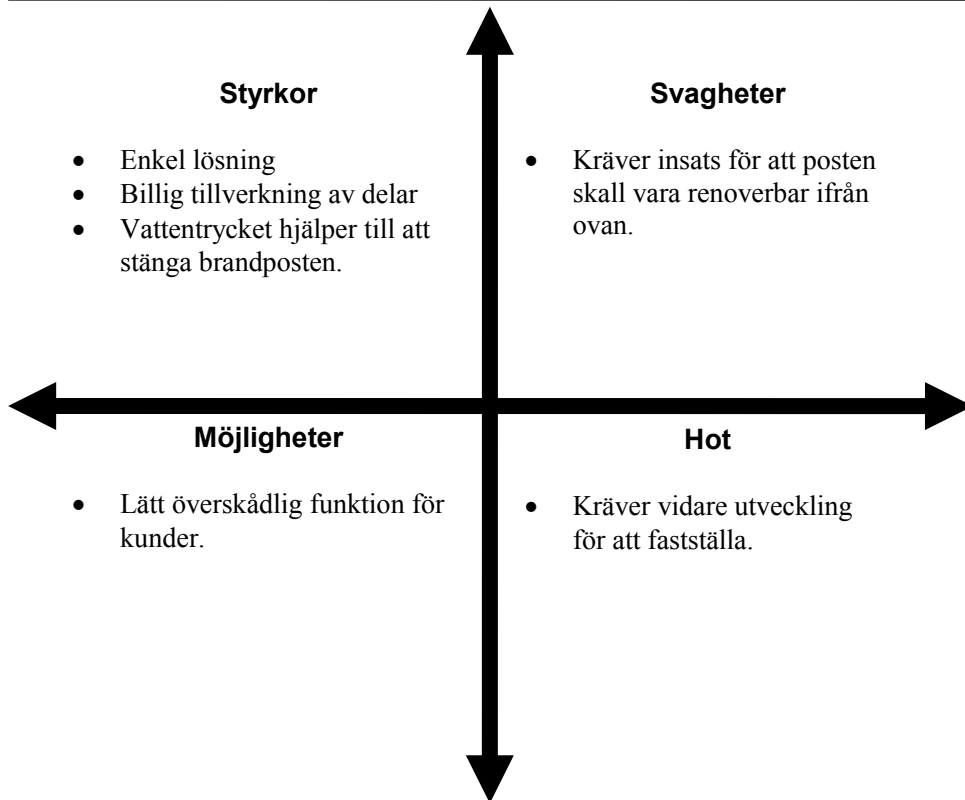 Styrkor
• Enkel lösning
• Billig tillverkning av delar
• Vattentrycket hjälper till att
stänga brandposten.
Svagheter
• Kräver insats för att posten
skall vara renoverbar ifrån
ovan.
Möjligheter
• Lätt överskådlig funktion för
kunder.
Hot
• Kräver vidare utveckling
för att fastställa.